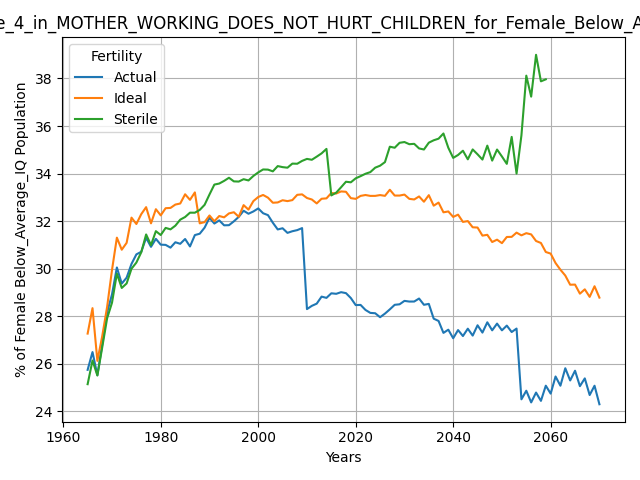 e_4_in_MOTHER_WORKING_DOES_NOT_HURT_CHILDREN_for_Female_Below_A
Fertility
Actual
Ideal
Sterile
% of Female Below_Average_IQ Population
38
36
34
32
30
28
26
24
1960
1980
2000
2020
2040
2060
Years